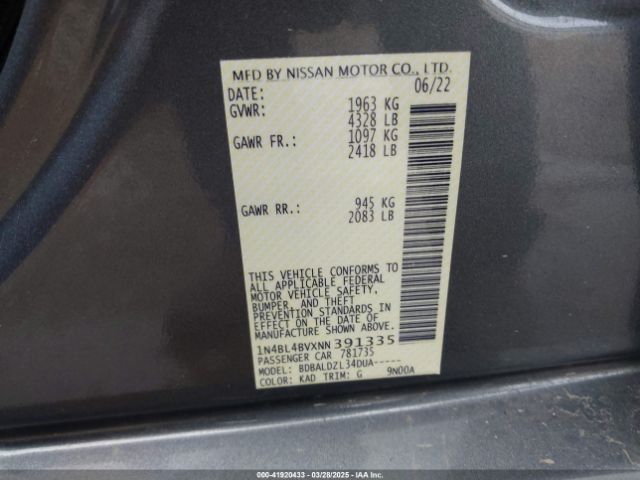 MFD BY NISSAN MOTOR CO., LTD.
DATE: 06/22
GVWR: 1963 KG
4328 LB
GAWR FR.: 1097 KG
2418 LB
GAWR RR.: 945 KG
2083 LB
THIS VEHICLE CONFORMS TO
ALL APPLICABLE FEDERAL
MOTOR VEHICLE SAFETY,
BUMPER, AND THEFT
PREVENTION STANDARDS IN
EFFECT ON THE DATE OF
MANUFACTURE SHOWN ABOVE.
1N4BL4BVXNN391335
PASSENGER CAR 781735
MODEL: BDBALDZL34DUA-----
COLOR: KAD TRIM: G 9N00A
000-41920433 — 03/28/2025 — IAA, Inc.